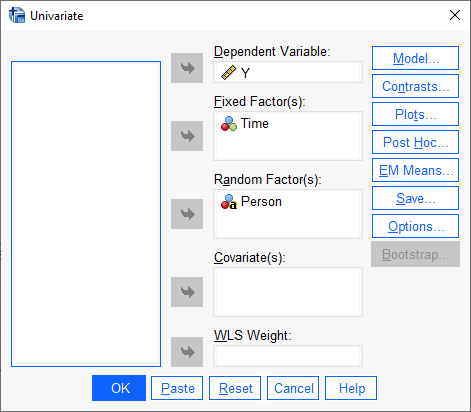 Univariate
Dependent Variable:
Y
Fixed Factor(s):
Time
Random Factor(s):
a Person
Covariate(s):
WLS Weight:
Model...
Contrasts...
Plots...
Post Hoc...
EM Means...
Save...
Options...
Bootstrap...
OK Paste Reset Cancel Help